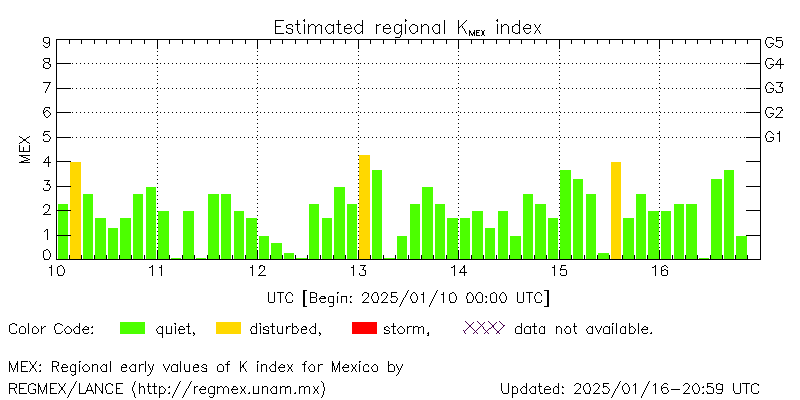 Estimated regional KMEX index
9
8
7
6
5
4
3
2
1
0
MEX
G5
G4
G3
G2
G1
10 11 12 13 14 15 16
UTC [Begin: 2025/01/10 00:00 UTC]
Color Code: quiet, disturbed, storm, data not available.
MEX: Regional early values of K index for Mexico by
REGMEX/LANCE (http://regmex.unam.mx) Updated: 2025/01/16-20:59 UTC